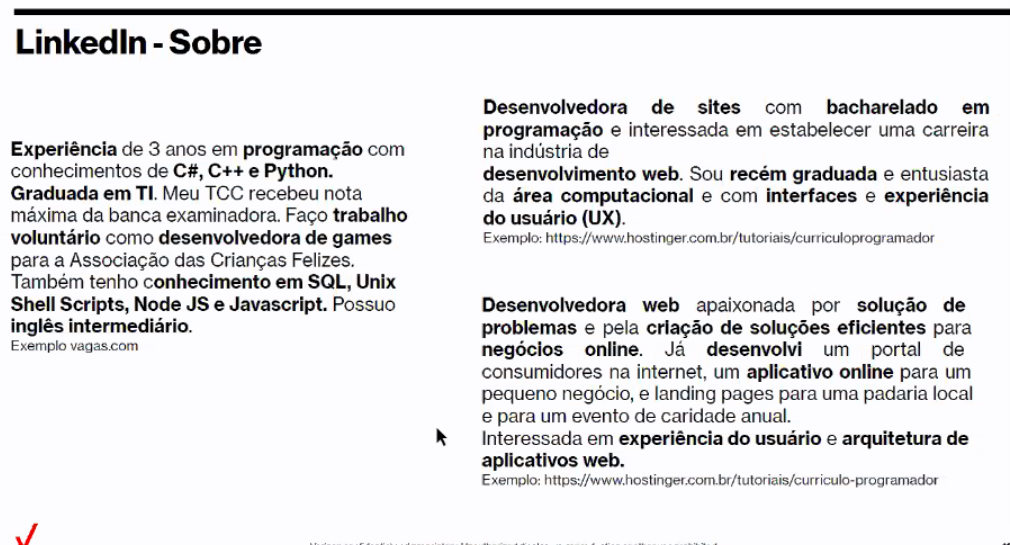 LinkedIn - Sobre
Experiência de 3 anos em programação com
conhecimentos de C#, C++ e Python.
Graduada em TI. Meu TCC recebeu nota
máxima da banca examinadora. Faço trabalho
voluntário como desenvolvedora de games
para a Associação das Crianças Felizes.
Também tenho conhecimento em SQL, Unix
Shell Scripts, Node JS e Javascript. Possuo
inglês intermediário.
Exemplo vagas.com
Desenvolvedora de sites com bacharelado em
programação e interessada em estabelecer uma carreira
na indústria de
desenvolvimento web. Sou recém graduada e entusiasta
da área computacional e com interfaces e experiência
do usuário (UX).
Exemplo: https://www.hostinger.com.br/tutoriais/curriculoprogramador
Desenvolvedora web apaixonada por solução de
problemas e pela criação de soluções eficientes para
negócios online. Já desenvolvi um portal de
consumidores na internet, um aplicativo online para um
pequeno negócio, e landing pages para uma padaria local
e para um evento de caridade anual.
Interessada em experiência do usuário e arquitetura de
aplicativos web.
Exemplo: https://www.hostinger.com.br/tutoriais/curriculo-programador